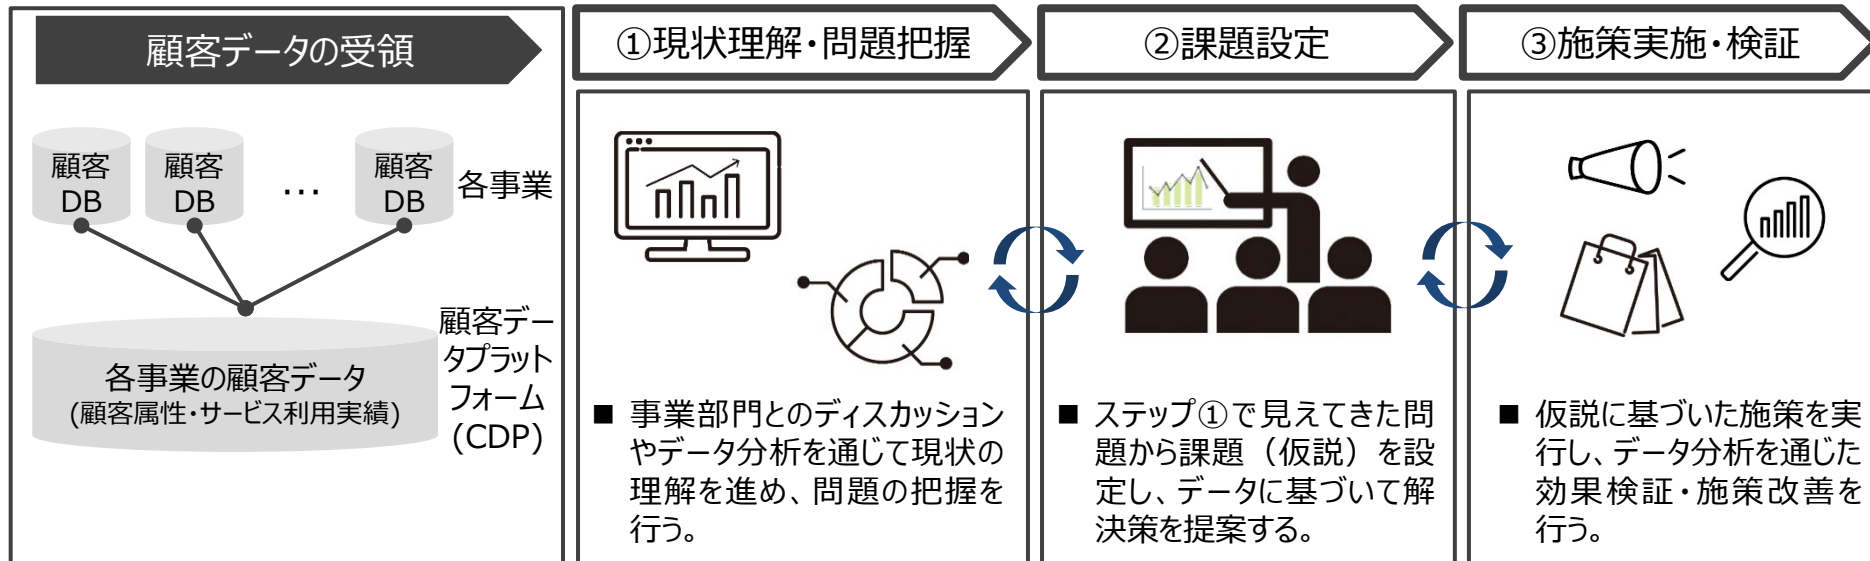 顧客データの受領
顧客
DB
顧客
DB
…
顧客
DB
各事業
顧客デー
タプラット
フォーム
(CDP)
各事業の顧客データ
(顧客属性・サービス利用実績)
①現状理解・問題把握
■ 事業部門とのディスカッション
やデータ分析を通じて現状の
理解を進め、問題の把握を
行う。
②課題設定
■ ステップ①で見えてきた問
題から課題（仮説）を設
定し、データに基づいて解
決策を提案する。
③施策実施・検証
■ 仮説に基づいた施策を実
行し、データ分析を通じた
効果検証・施策改善を
行う。